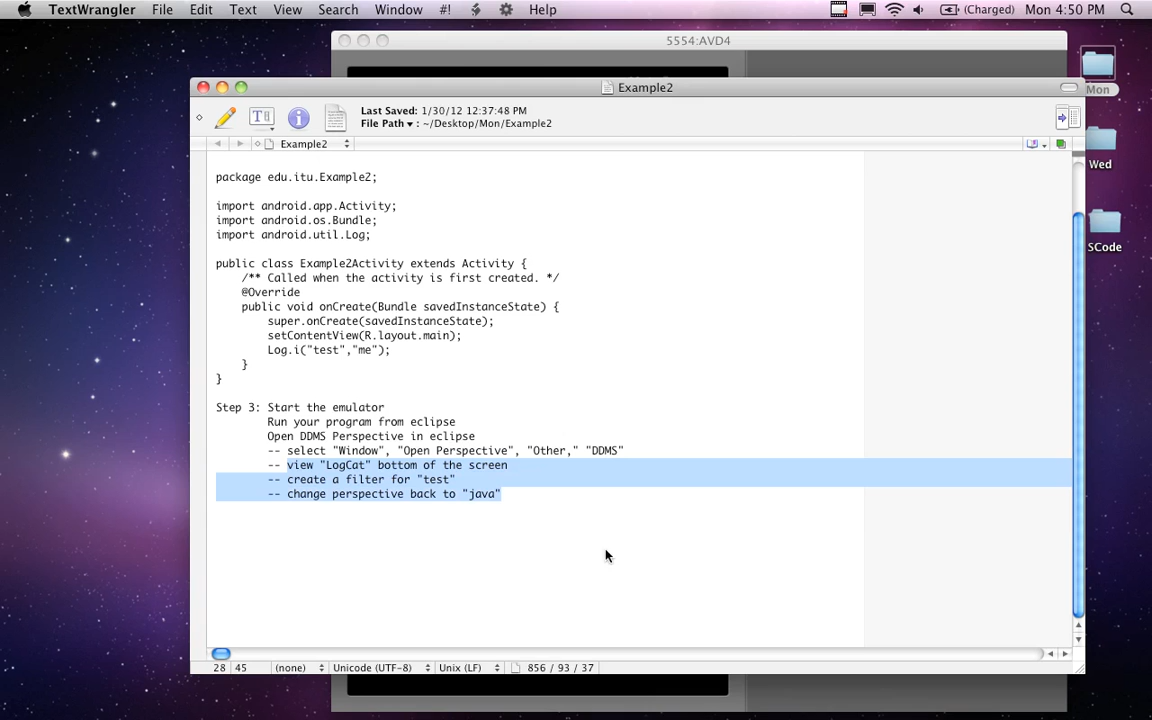 TextWrangler File Edit Text View Search Window #! Help (Charged) Mon 4:50 PM
5554:AVD4
Example2
Last Saved: 1/30/12 12:37:48 PM
File Path ▾ : ~/Desktop/Mon/Example2
Example2
package edu.itu.Example2;
import android.app.Activity;
import android.os.Bundle;
import android.util.Log;
public class Example2Activity extends Activity {
/** Called when the activity is first created. */
@Override
public void onCreate(Bundle savedInstanceState) {
super.onCreate(savedInstanceState);
setContentView(R.layout.main);
Log.i("test","me");
}
}
Step 3: Start the emulator
Run your program from eclipse
Open DDMS Perspective in eclipse
-- select "Window", "Open Perspective", "Other," "DDMS"
-- view "LogCat" bottom of the screen
-- create a filter for "test"
-- change perspective back to "java"
28 45 (none) Unicode (UTF-8) Unix (LF) 856 / 93 / 37
Mon
Wed
SCode